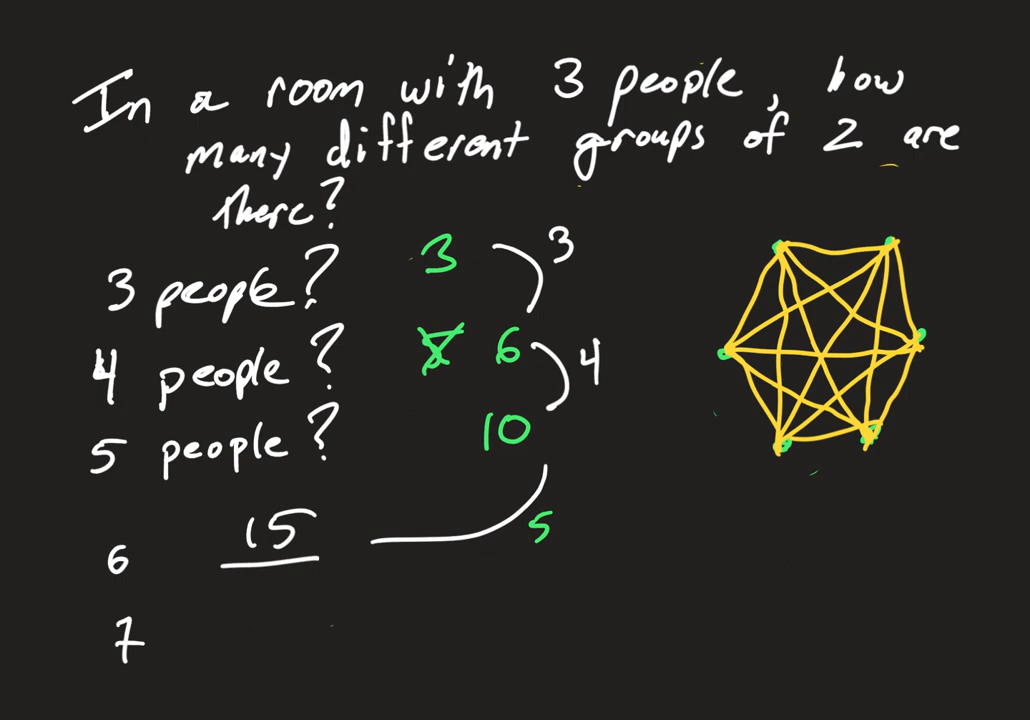 In a room with 3 people, how
many different groups of 2 are
there?
3 people? 3 3
4 people? 6 4
5 people? 10
6 15 5
7